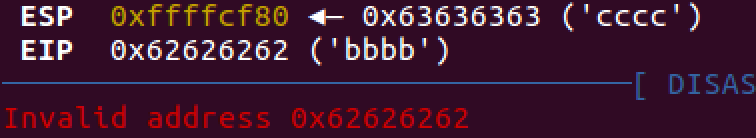 ESP 0xffffcf80 ◂— 0x63636363 ('cccc')
EIP 0x62626262 ('bbbb')
[ DISAS
Invalid address 0x62626262